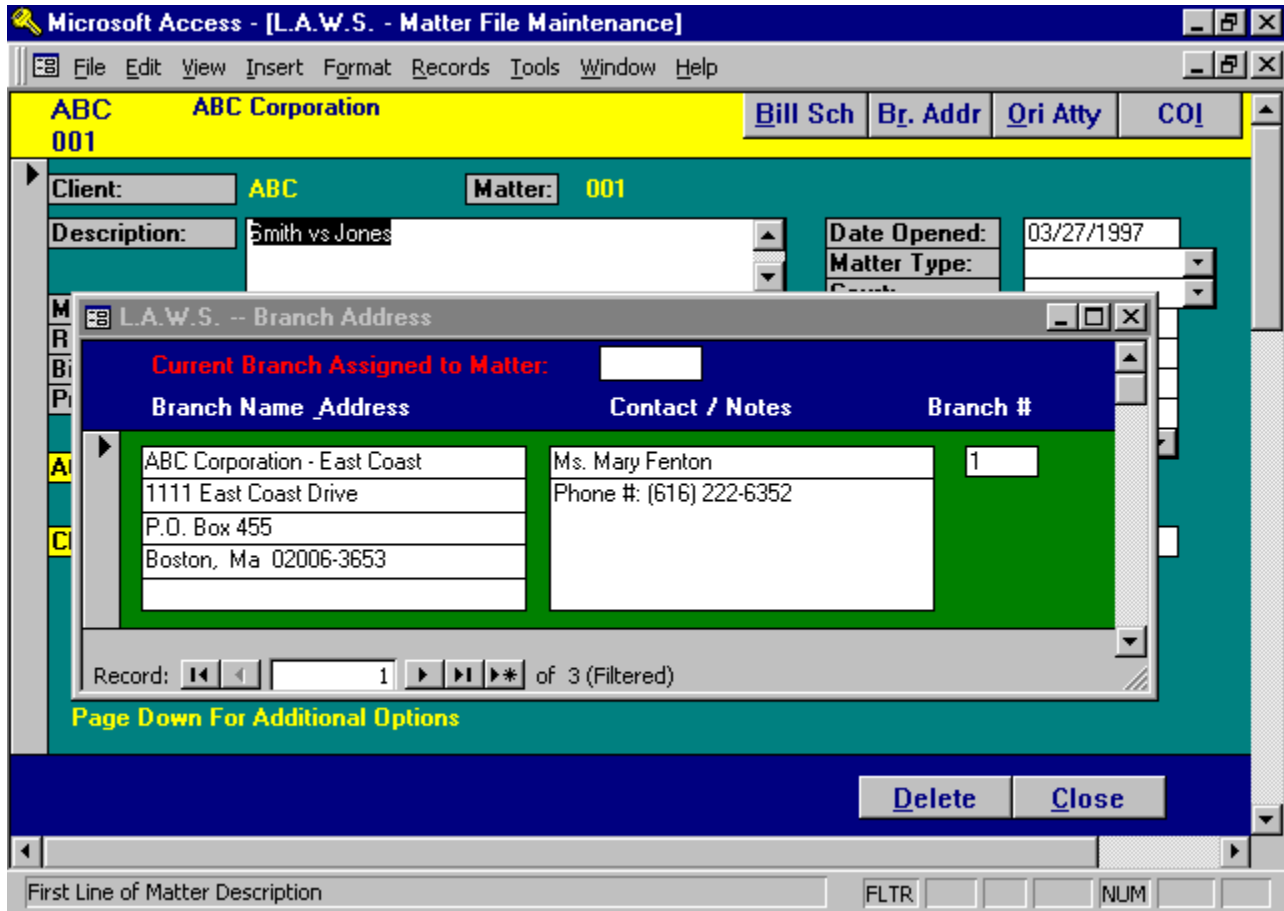 Microsoft Access - [L.A.W.S. - Matter File Maintenance]
File Edit View Insert Format Records Tools Window Help
ABC ABC Corporation Bill Sch Br. Addr Ori Atty COI
001
Client: ABC Matter: 001
Description: Smith vs Jones Date Opened: 03/27/1997
Matter Type:
L.A.W.S. -- Branch Address
Current Branch Assigned to Matter:
Branch Name _Address Contact / Notes Branch #
ABC Corporation - East Coast Ms. Mary Fenton 1
1111 East Coast Drive Phone #: (616) 222-6352
P.O. Box 455
Boston, Ma 02006-3653
Record: 1 of 3 (Filtered)
Page Down For Additional Options
Delete Close
First Line of Matter Description FLTR NUM